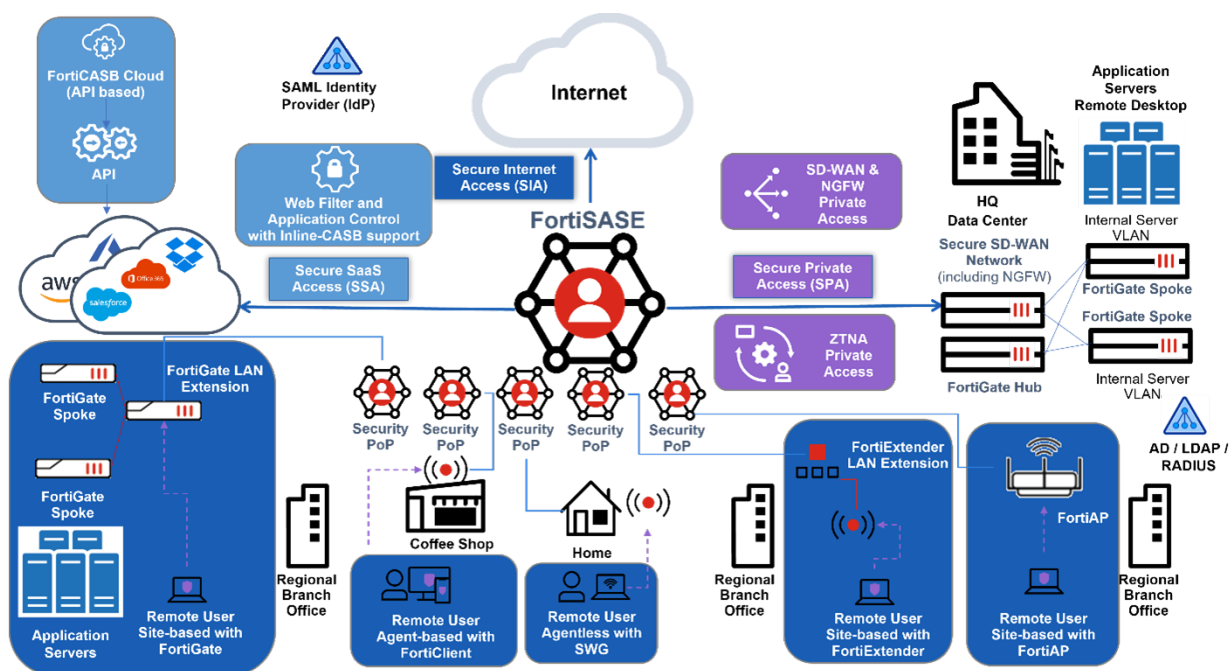 FortiCASB Cloud
(API based)
API
SAML Identity
Provider (IdP)
Internet
Application
Servers
Remote Desktop
Web Filter and
Application Control
with Inline-CASB support
Secure Internet
Access (SIA)
SD-WAN &
NGFW
Private
Access
HQ
Data Center
Internal Server
VLAN
FortiSASE
aws
Office 365
salesforce
Secure SaaS
Access (SSA)
Secure Private
Access (SPA)
Secure SD-WAN
Network
(including NGFW)
FortiGate Spoke
FortiGate Spoke
ZTNA
Private
Access
FortiGate Hub
Internal Server
VLAN
FortiGate LAN
Extension
FortiGate
Spoke
FortiGate
Spoke
Security
PoP
Security
PoP
Security
PoP
Security
PoP
Security
PoP
AD / LDAP /
RADIUS
FortiExtender
LAN Extension
FortiAP
Coffee Shop
Home
Application
Servers
Remote User
Site-based with
FortiGate
Regional
Branch
Office
Remote User
Agent-based with
FortiClient
Remote User
Agentless with
SWG
Regional
Branch
Office
Remote User
Site-based with
FortiExtender
Remote User
Site-based with
FortiAP
Regional
Branch
Office